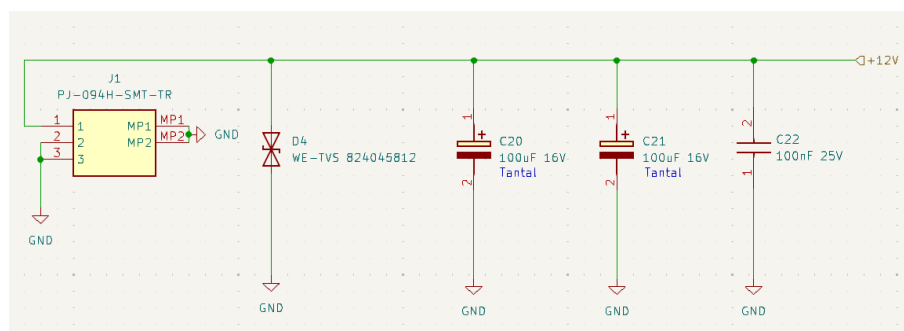 +12V
J1
PJ-094H-SMT-TR
1 1 MP1 MP1
2 2 MP2 MP2
3 3
GND
GND
D4
WE-TVS 824045812
GND
1
+
C20
100uF 16V
Tantal
2
GND
1
+
C21
100uF 16V
Tantal
2
GND
2
C22
100nF 25V
1
GND